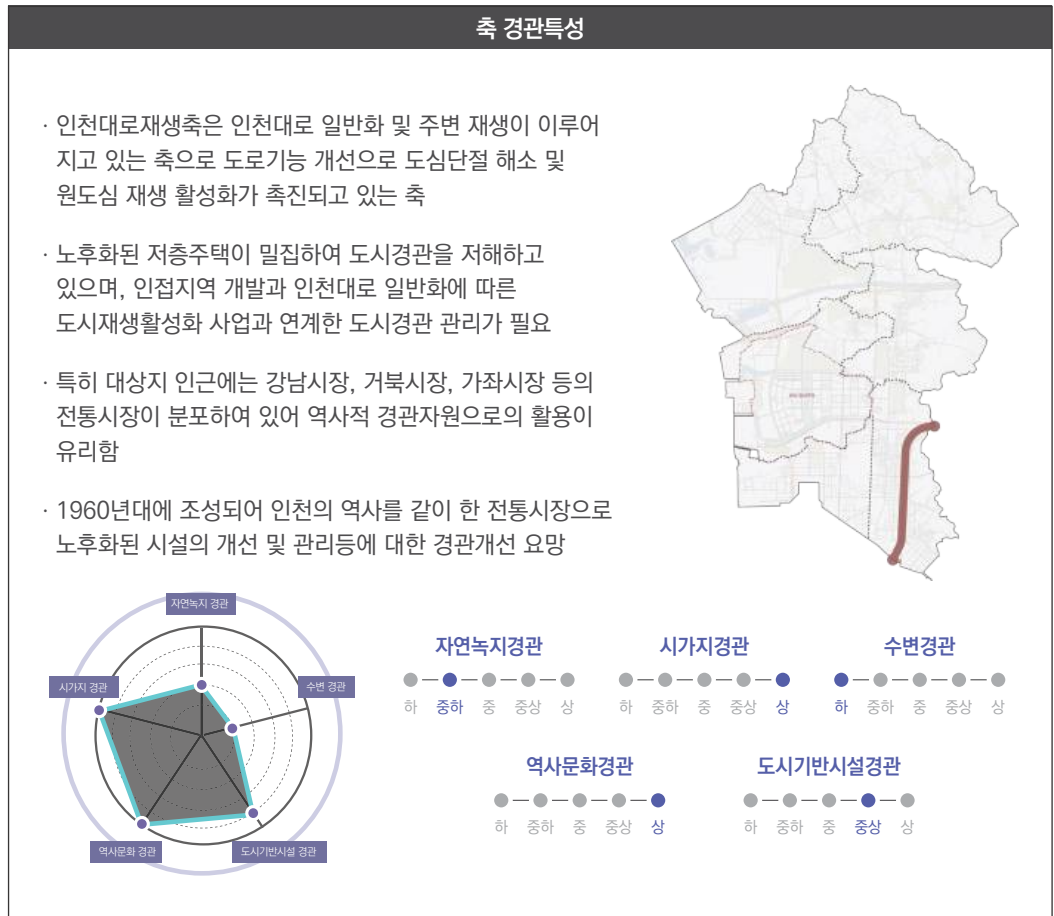 축 경관특성
· 인천대로재생축은 인천대로 일반화 및 주변 재생이 이루어
지고 있는 축으로 도로기능 개선으로 도심단절 해소 및
원도심 재생 활성화가 촉진되고 있는 축
· 노후화된 저층주택이 밀집하여 도시경관을 저해하고
있으며, 인접지역 개발과 인천대로 일반화에 따른
도시재생활성화 사업과 연계한 도시경관 관리가 필요
· 특히 대상지 인근에는 강남시장, 거북시장, 가좌시장 등의
전통시장이 분포하여 있어 역사적 경관자원으로의 활용이
유리함
· 1960년대에 조성되어 인천의 역사를 같이 한 전통시장으로
노후화된 시설의 개선 및 관리등에 대한 경관개선 요망
자연녹지 경관
시가지 경관
수변 경관
역사문화 경관
도시기반시설 경관
자연녹지경관
하 중하 중 중상 상
시가지경관
하 중하 중 중상 상
수변경관
하 중하 중 중상 상
역사문화경관
하 중하 중 중상 상
도시기반시설경관
하 중하 중 중상 상